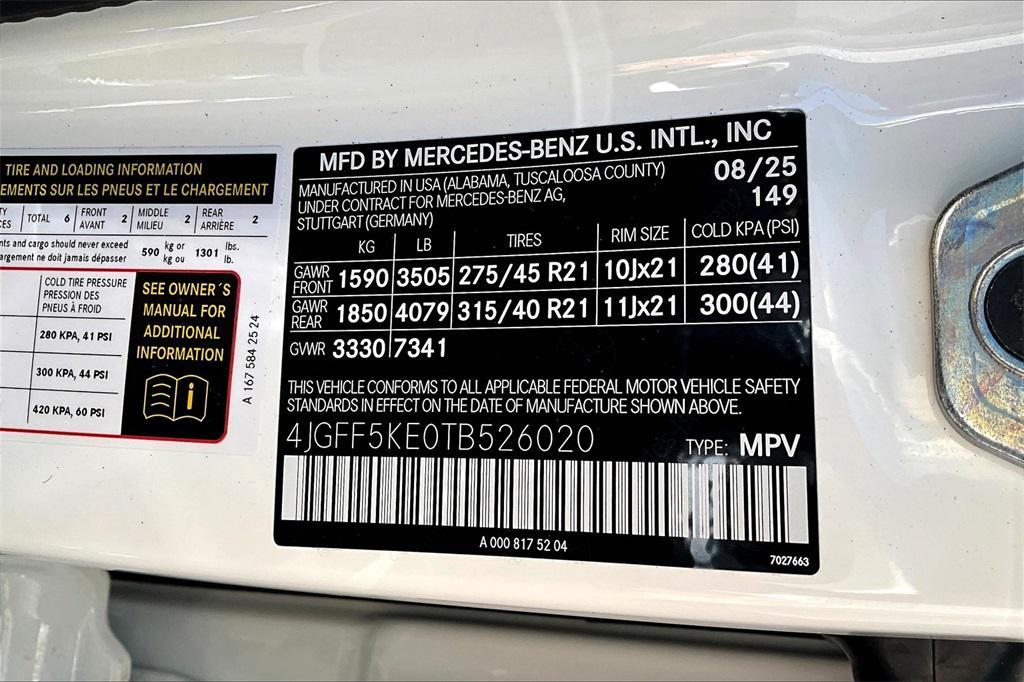 TIRE AND LOADING INFORMATION
SUR LES PNEUS ET LE CHARGEMENT
TOTAL 6 FRONT AVANT 2 MIDDLE MILIEU 2 REAR ARRIÈRE 2
and cargo should never exceed
et chargement ne doit jamais dépasser
590 kg or kg ou 1301 lbs. lb.
COLD TIRE PRESSURE
PRESSION DES
PNEUS À FROID
280 KPA, 41 PSI
300 KPA, 44 PSI
420 KPA, 60 PSI
SEE OWNER´S
MANUAL FOR
ADDITIONAL
INFORMATION
i
A 167 584 25 24
MFD BY MERCEDES-BENZ U.S. INTL., INC
MANUFACTURED IN USA (ALABAMA, TUSCALOOSA COUNTY) 08/25
UNDER CONTRACT FOR MERCEDES-BENZ AG, 149
STUTTGART (GERMANY)
KG LB TIRES RIM SIZE COLD KPA (PSI)
GAWR FRONT 1590 3505 275/45 R21 10Jx21 280(41)
GAWR REAR 1850 4079 315/40 R21 11Jx21 300(44)
GVWR 3330 7341
THIS VEHICLE CONFORMS TO ALL APPLICABLE FEDERAL MOTOR VEHICLE SAFETY
STANDARDS IN EFFECT ON THE DATE OF MANUFACTURE SHOWN ABOVE.
4JGFF5KE0TB526020 TYPE: MPV
A 000 817 52 04
7027663